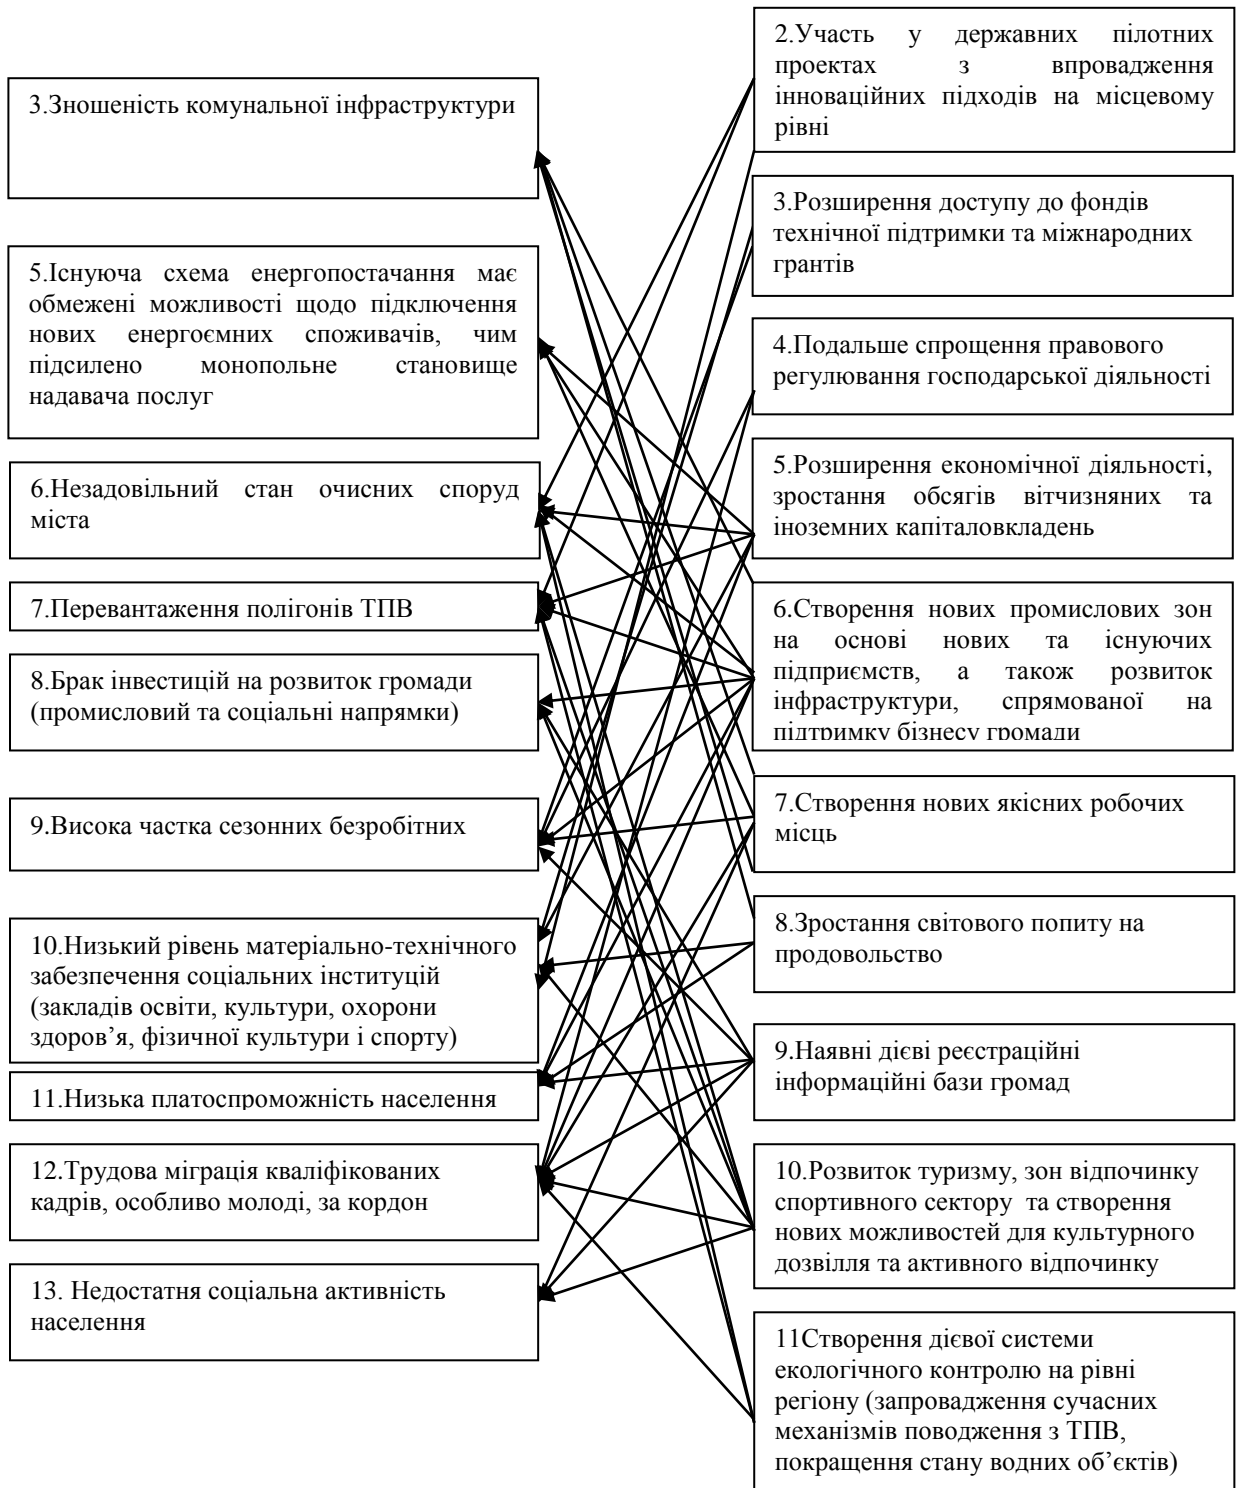 3.Зношеність комунальної інфраструктури
5.Існуюча схема енергопостачання має
обмежені можливості щодо підключення
нових енергоємних споживачів, чим
підсилено монопольне становище
надавача послуг
6.Незадовільний стан очисних споруд
міста
7.Перевантаження полігонів ТПВ
8.Брак інвестицій на розвиток громади
(промисловий та соціальні напрямки)
9.Висока частка сезонних безробітних
10.Низький рівень матеріально-технічного
забезпечення соціальних інституцій
(закладів освіти, культури, охорони
здоров’я, фізичної культури і спорту)
11.Низька платоспроможність населення
12.Трудова міграція кваліфікованих
кадрів, особливо молоді, за кордон
13. Недостатня соціальна активність
населення
2.Участь у державних пілотних
проектах з впровадження
інноваційних підходів на місцевому
рівні
3.Розширення доступу до фондів
технічної підтримки та міжнародних
грантів
4.Подальше спрощення правового
регулювання господарської діяльності
5.Розширення економічної діяльності,
зростання обсягів вітчизняних та
іноземних капіталовкладень
6.Створення нових промислових зон
на основі нових та існуючих
підприємств, а також розвиток
інфраструктури, спрямованої на
підтримку бізнесу громади
7.Створення нових якісних робочих
місць
8.Зростання світового попиту на
продовольство
9.Наявні дієві реєстраційні
інформаційні бази громад
10.Розвиток туризму, зон відпочинку
спортивного сектору та створення
нових можливостей для культурного
дозвілля та активного відпочинку
11Створення дієвої системи
екологічного контролю на рівні
регіону (запровадження сучасних
механізмів поводження з ТПВ,
покращення стану водних об’єктів)